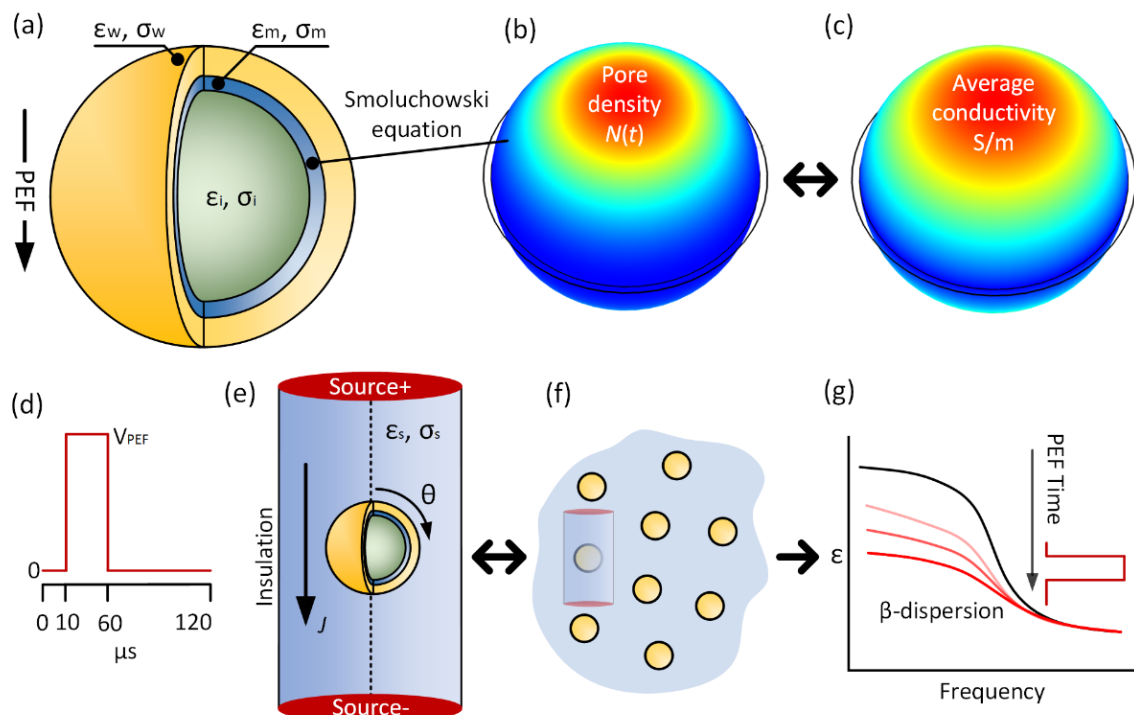 (a)
εw, σw
εm, σm
PEF
εi, σi
Smoluchowski
equation
(b)
Pore
density
N(t)
(c)
Average
conductivity
S/m
(d)
VPEF
0
0 10 60 120
μs
(e)
Source+
εs, σs
θ
Insulation
J
Source-
(f)
(g)
PEF Time
ε
β-dispersion
Frequency